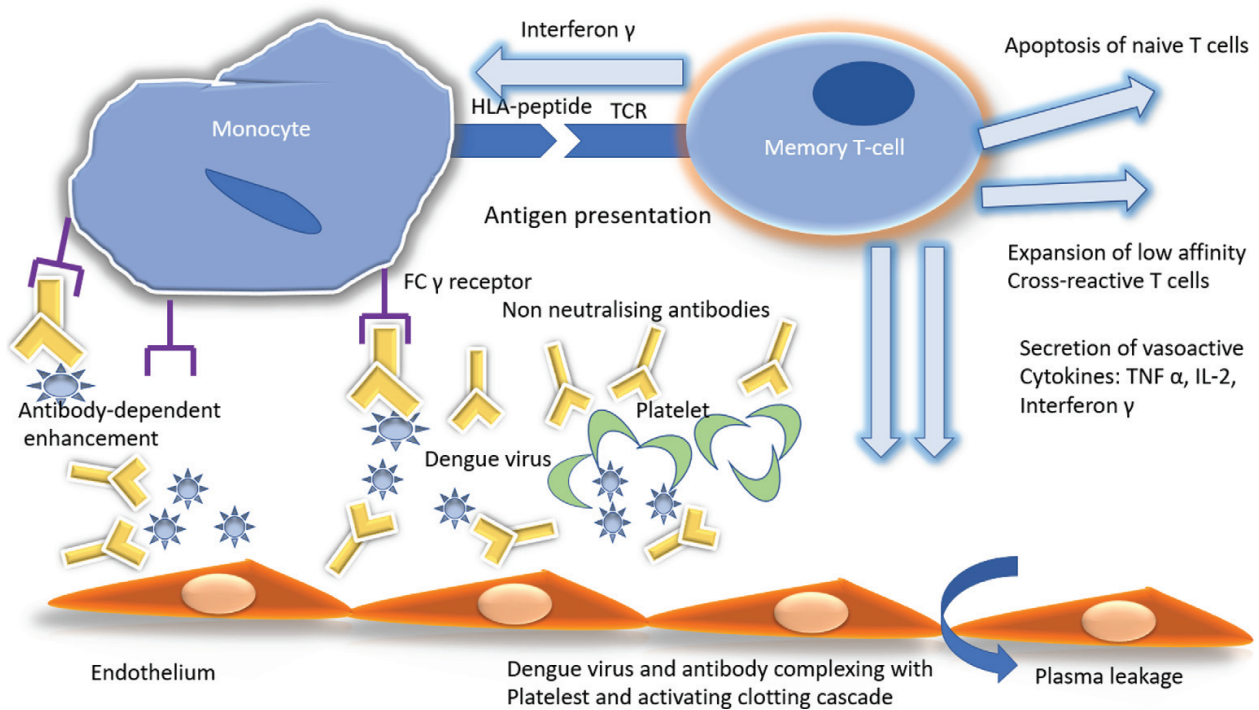 Interferon γ
Apoptosis of naive T cells
HLA-peptide
TCR
Monocyte
Memory T-cell
Antigen presentation
FC γ receptor
Expansion of low affinity
Cross-reactive T cells
Non neutralising antibodies
Secretion of vasoactive
Cytokines: TNF α, IL-2,
Interferon γ
Antibody-dependent
enhancement
Platelet
Dengue virus
Endothelium
Dengue virus and antibody complexing with
Platelest and activating clotting cascade
Plasma leakage